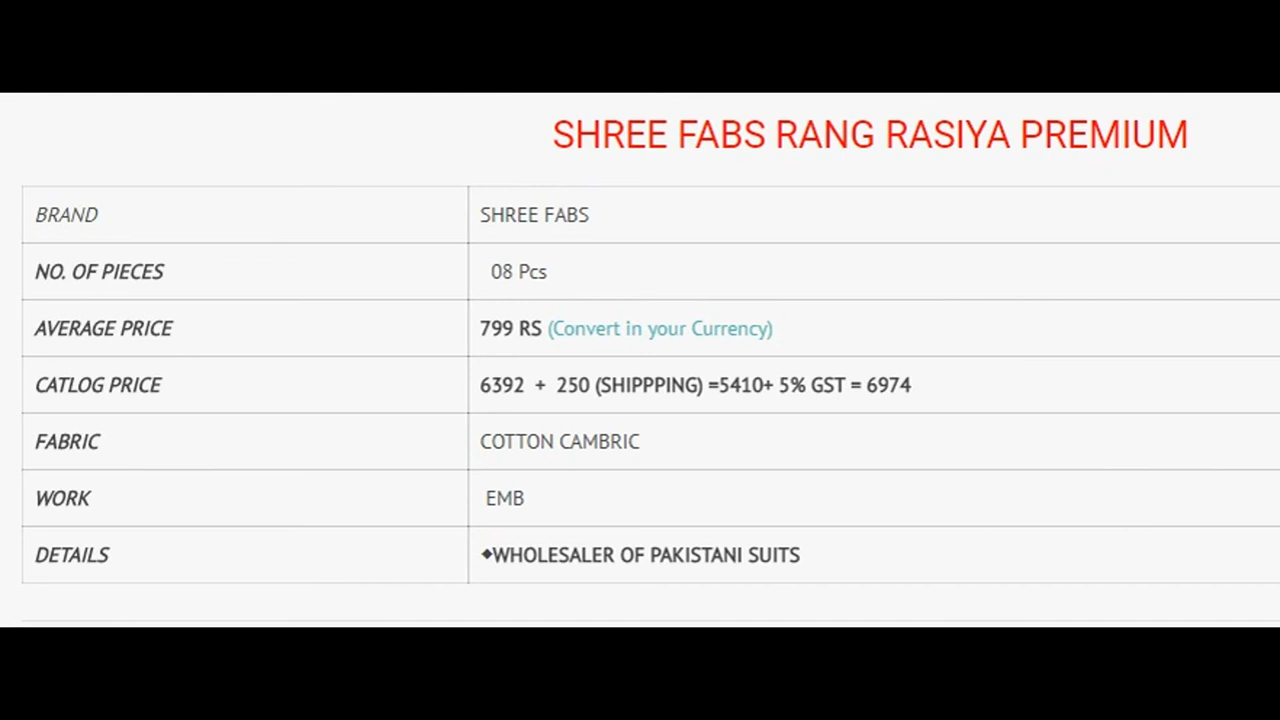 SHREE FABS RANG RASIYA PREMIUM
BRAND SHREE FABS
NO. OF PIECES 08 Pcs
AVERAGE PRICE 799 RS (Convert in your Currency)
CATLOG PRICE 6392 + 250 (SHIPPPING) =5410+ 5% GST = 6974
FABRIC COTTON CAMBRIC
WORK EMB
DETAILS ◆WHOLESALER OF PAKISTANI SUITS